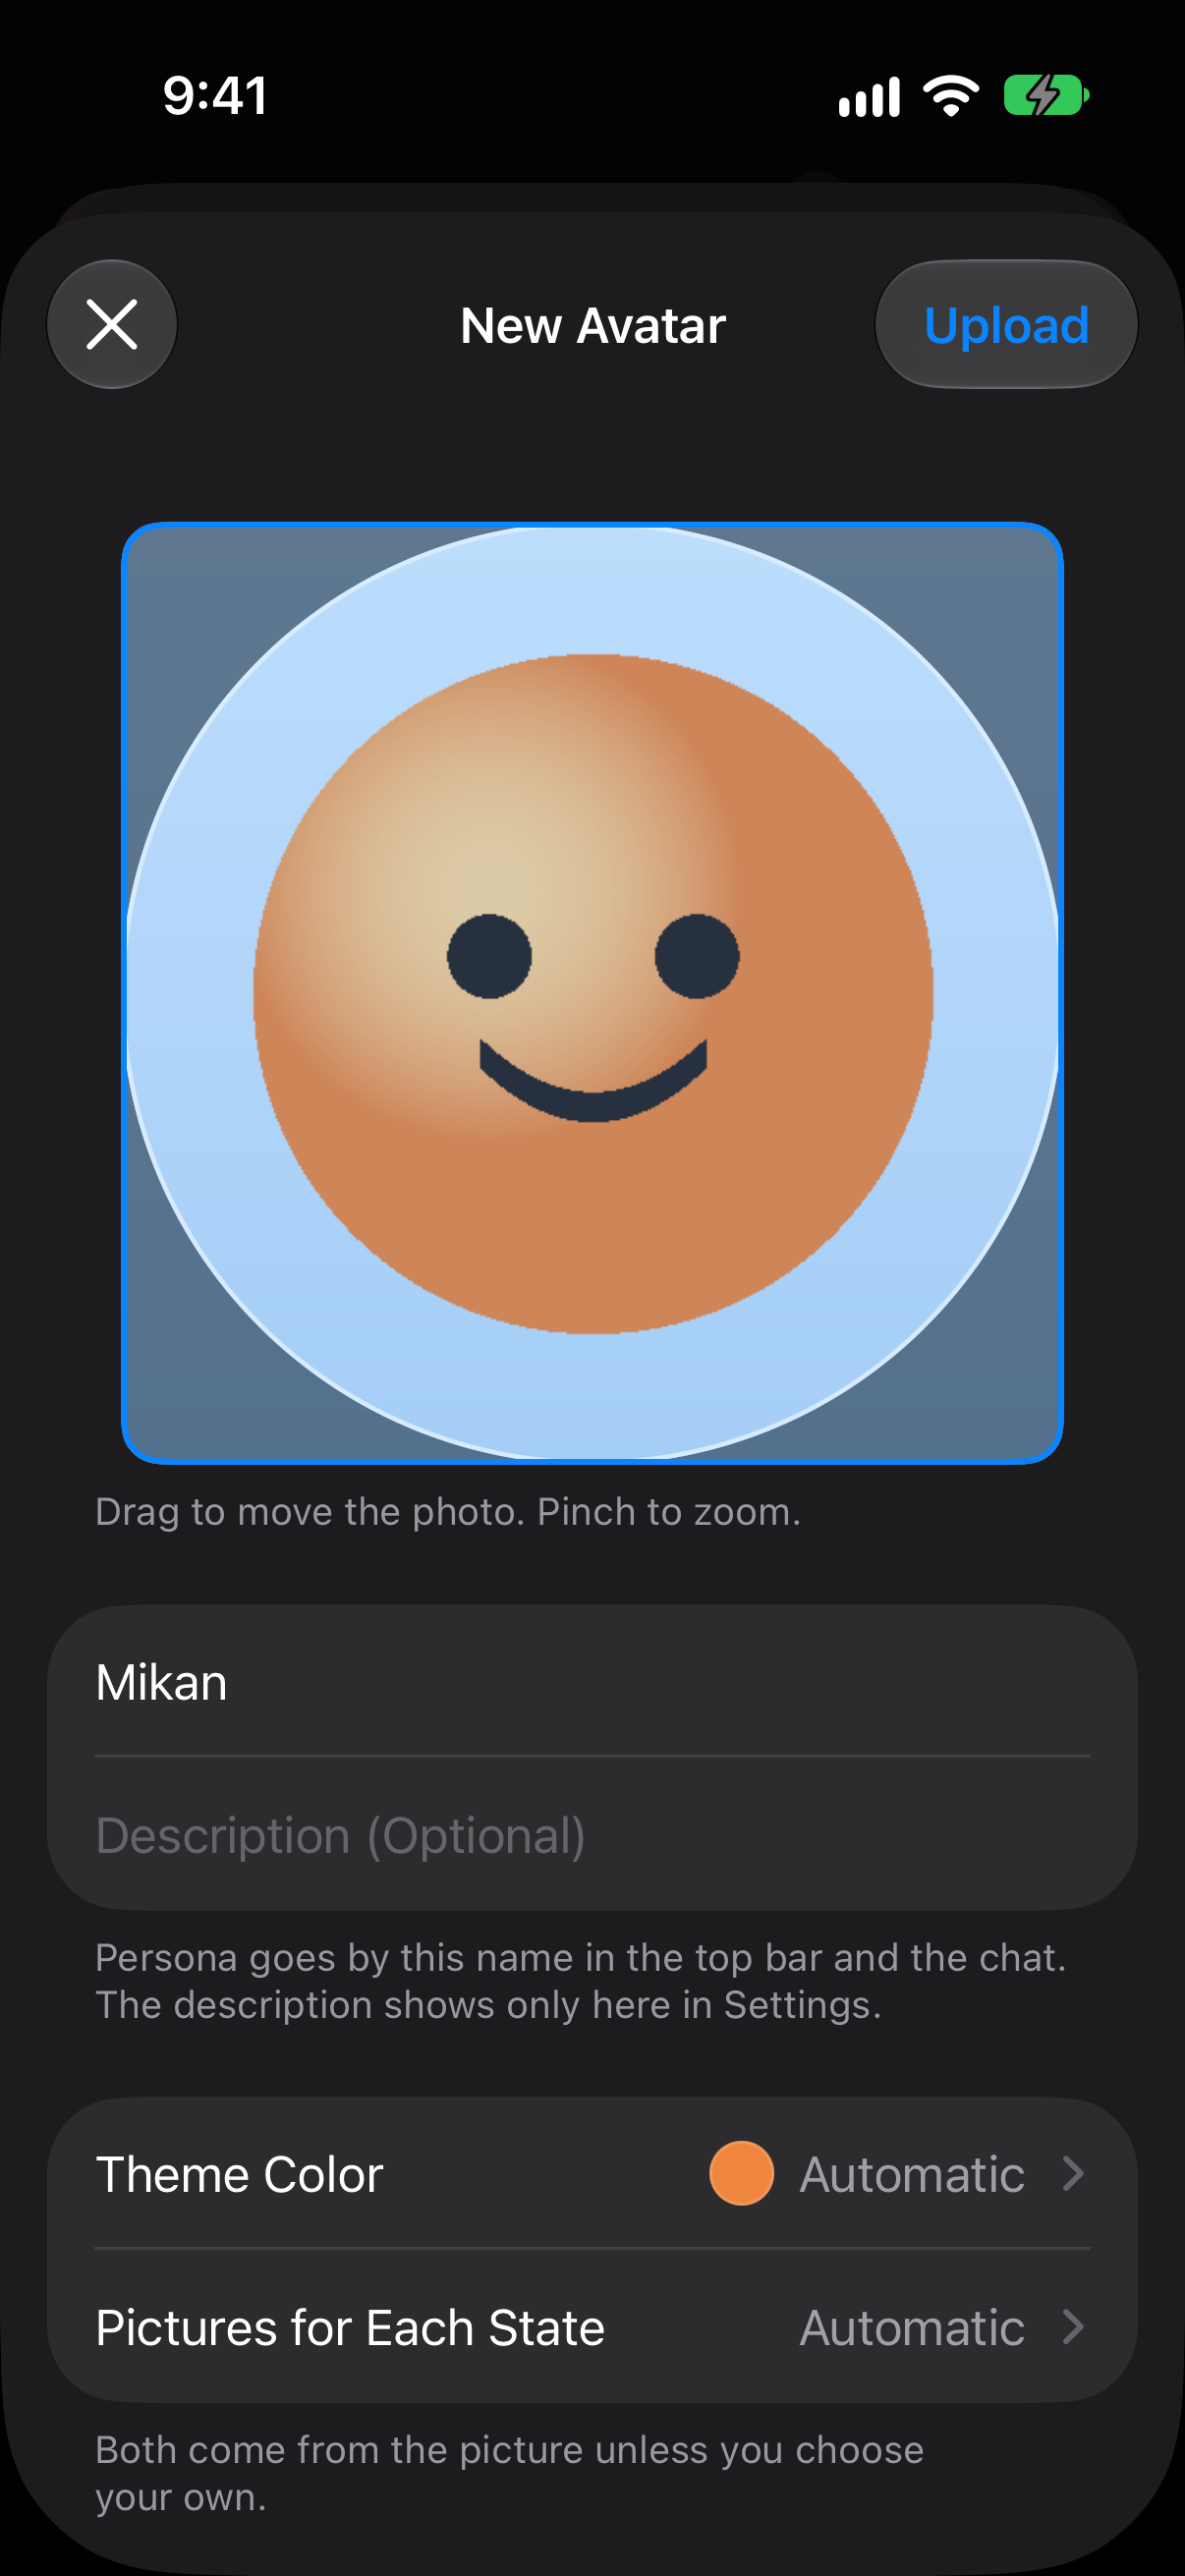 9:41
New Avatar
Upload
Drag to move the photo. Pinch to zoom.
Mikan
Description (Optional)
Persona goes by this name in the top bar and the chat.
The description shows only here in Settings.
Theme Color
Automatic
Pictures for Each State
Automatic
Both come from the picture unless you choose
your own.